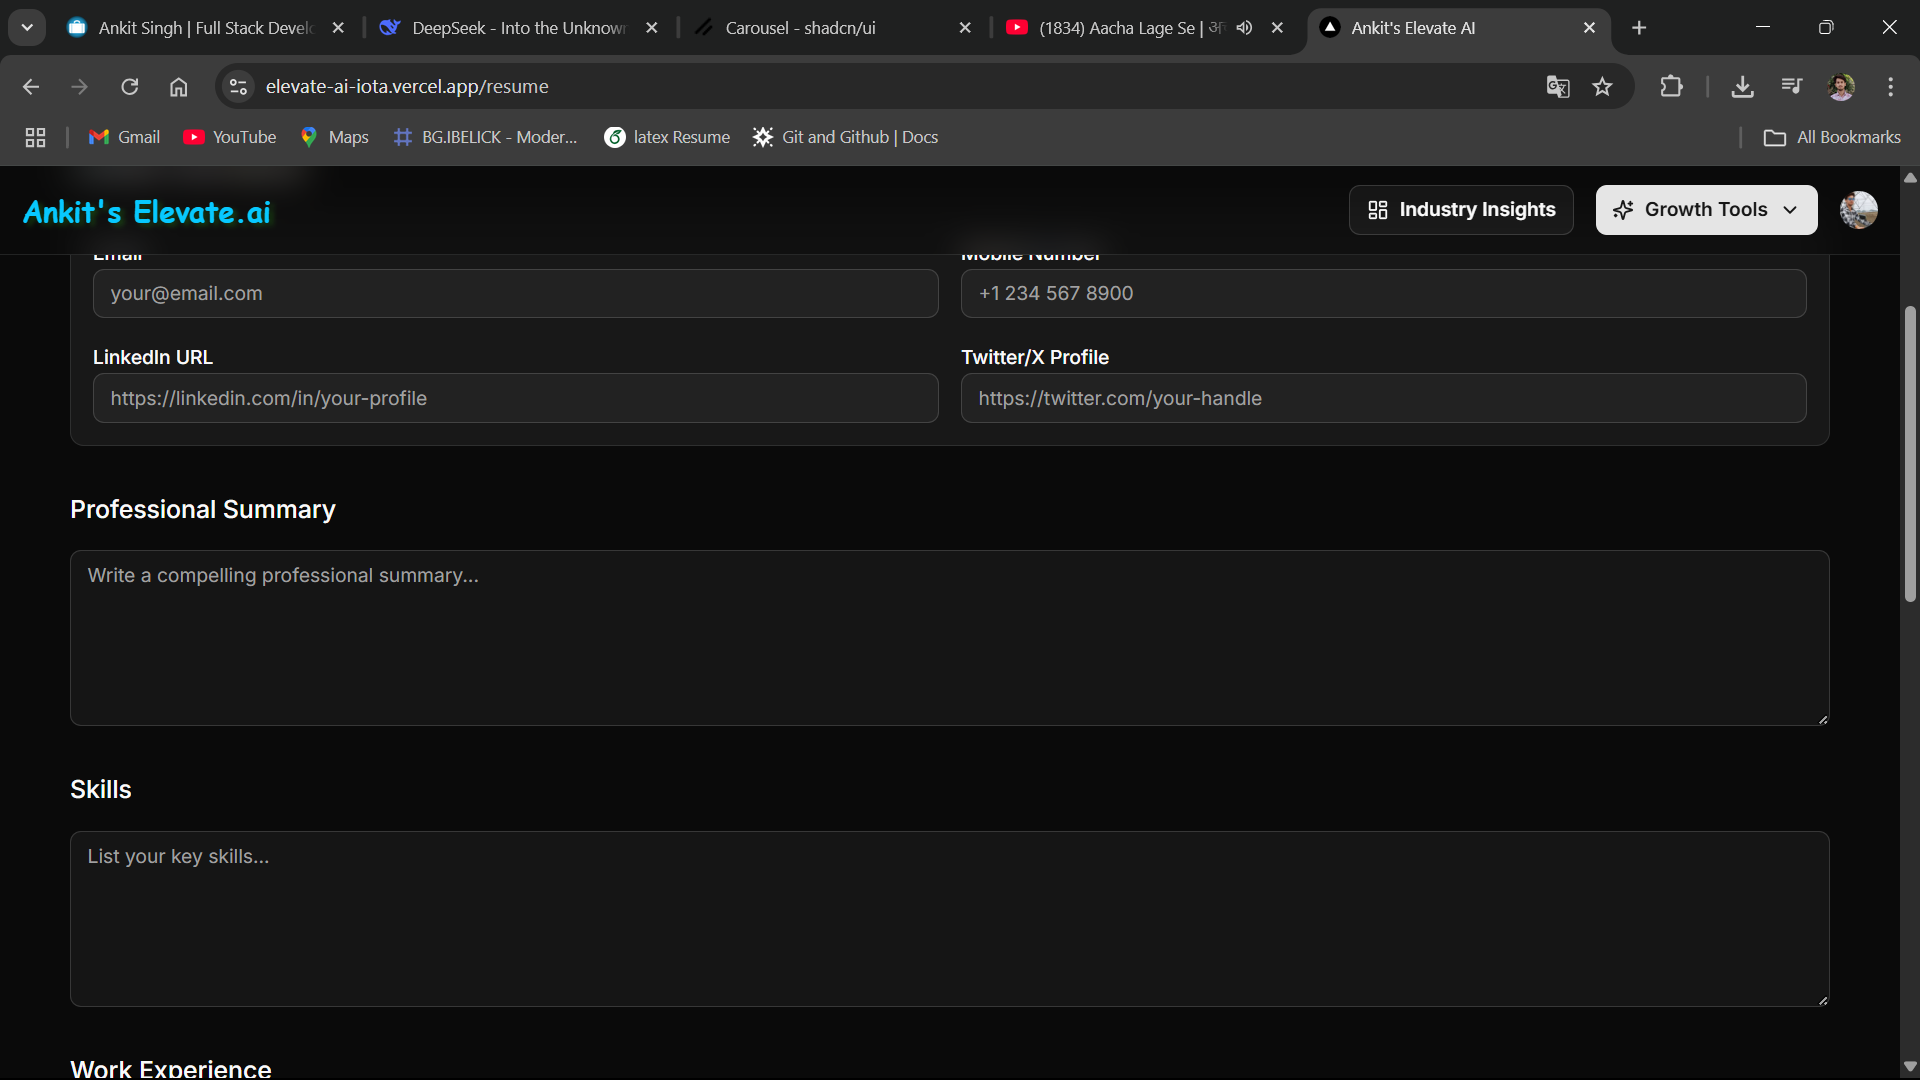 Ankit Singh | Full Stack Develo
DeepSeek - Into the Unknown
Carousel - shadcn/ui
(1834) Aacha Lage Se |
Ankit's Elevate AI
elevate-ai-iota.vercel.app/resume
Gmail
YouTube
Maps
BG.IBELICK - Moder...
latex Resume
Git and Github | Docs
All Bookmarks
Ankit's Elevate.ai
Industry Insights
Growth Tools
Email
Mobile Number
your@email.com
+1 234 567 8900
LinkedIn URL
Twitter/X Profile
https://linkedin.com/in/your-profile
https://twitter.com/your-handle
Professional Summary
Write a compelling professional summary...
Skills
List your key skills...
Work Experience